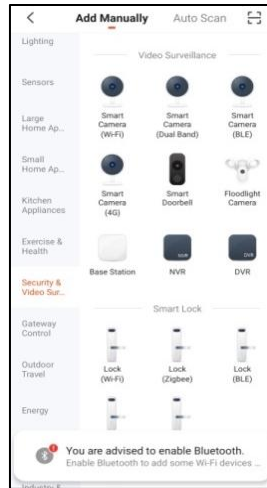 Add Manually
Auto Scan
Lighting
Sensors
Large
Home Ap...
Small
Home Ap...
Kitchen
Appliances
Exercise &
Health
Security &
Video Sur...
Gateway
Control
Outdoor
Travel
Energy
Industry &
Video Surveillance
Smart
Camera
(Wi-Fi)
Smart
Camera
(Dual Band)
Smart
Camera
(BLE)
Smart
Camera
(4G)
Smart
Doorbell
Floodlight
Camera
NVR
DVR
Base Station
NVR
DVR
Smart Lock
Lock
(Wi-Fi)
Lock
(Zigbee)
Lock
(BLE)
You are advised to enable Bluetooth.
Enable Bluetooth to add some Wi-Fi devices ...